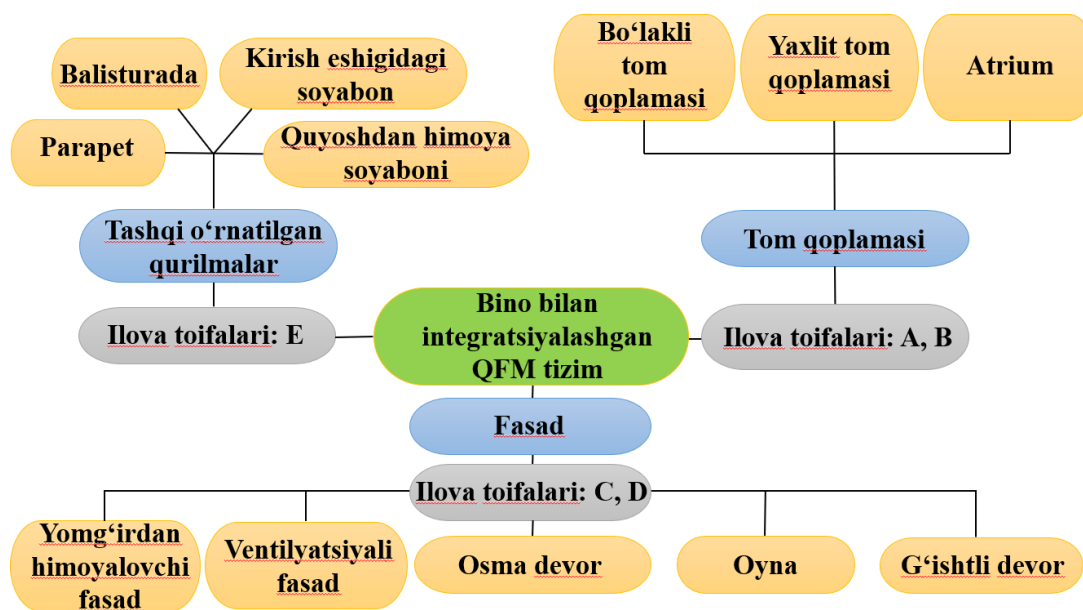 Balisturada
Kirish eshigidagi
soyabon
Parapet
Quyoshdan himoya
soyaboni
Tashqi o‘rnatilgan
qurilmalar
Ilova toifalari: E
Bo‘lakli
tom
qoplamasi
Yaxlit tom
qoplamasi
Atrium
Tom qoplamasi
Ilova toifalari: A, B
Bino bilan
integratsiyalashgan
QFM tizim
Fasad
Ilova toifalari: C, D
Yomg‘irdan
himoyalovchi
fasad
Ventilyatsiyali
fasad
Osma devor
Oyna
G‘ishtli devor